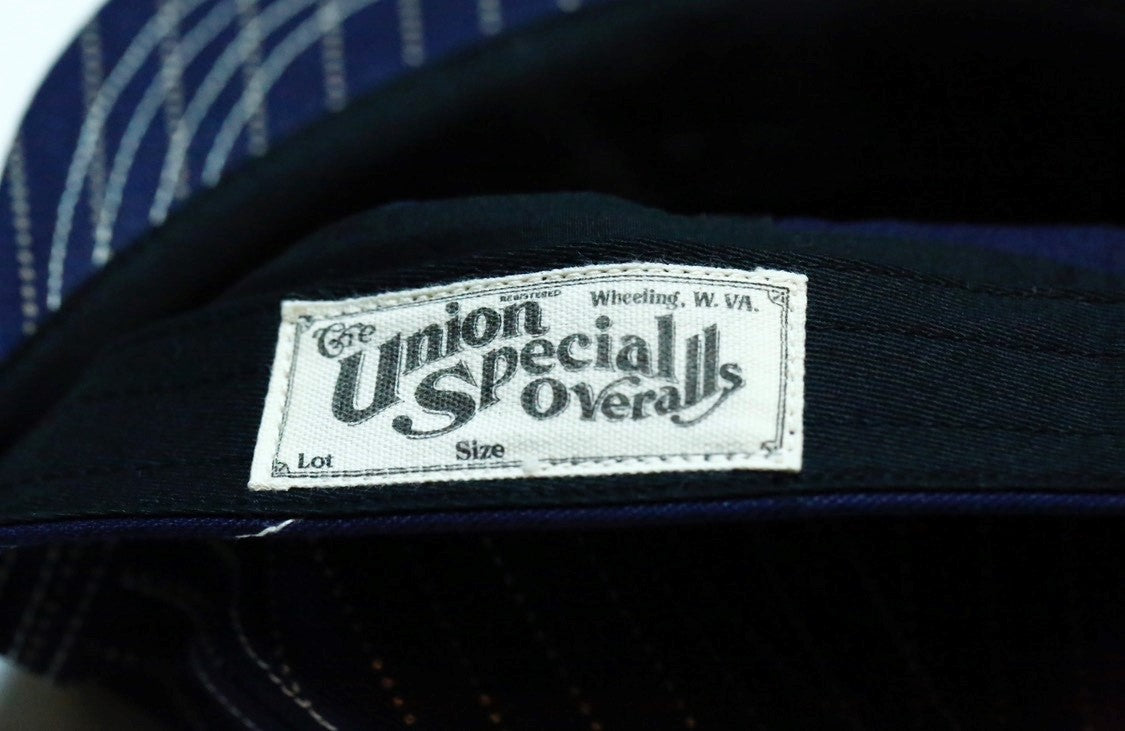 REGISTERED Wheeling, W. VA.
The
Union
Special
Overalls
Lot Size